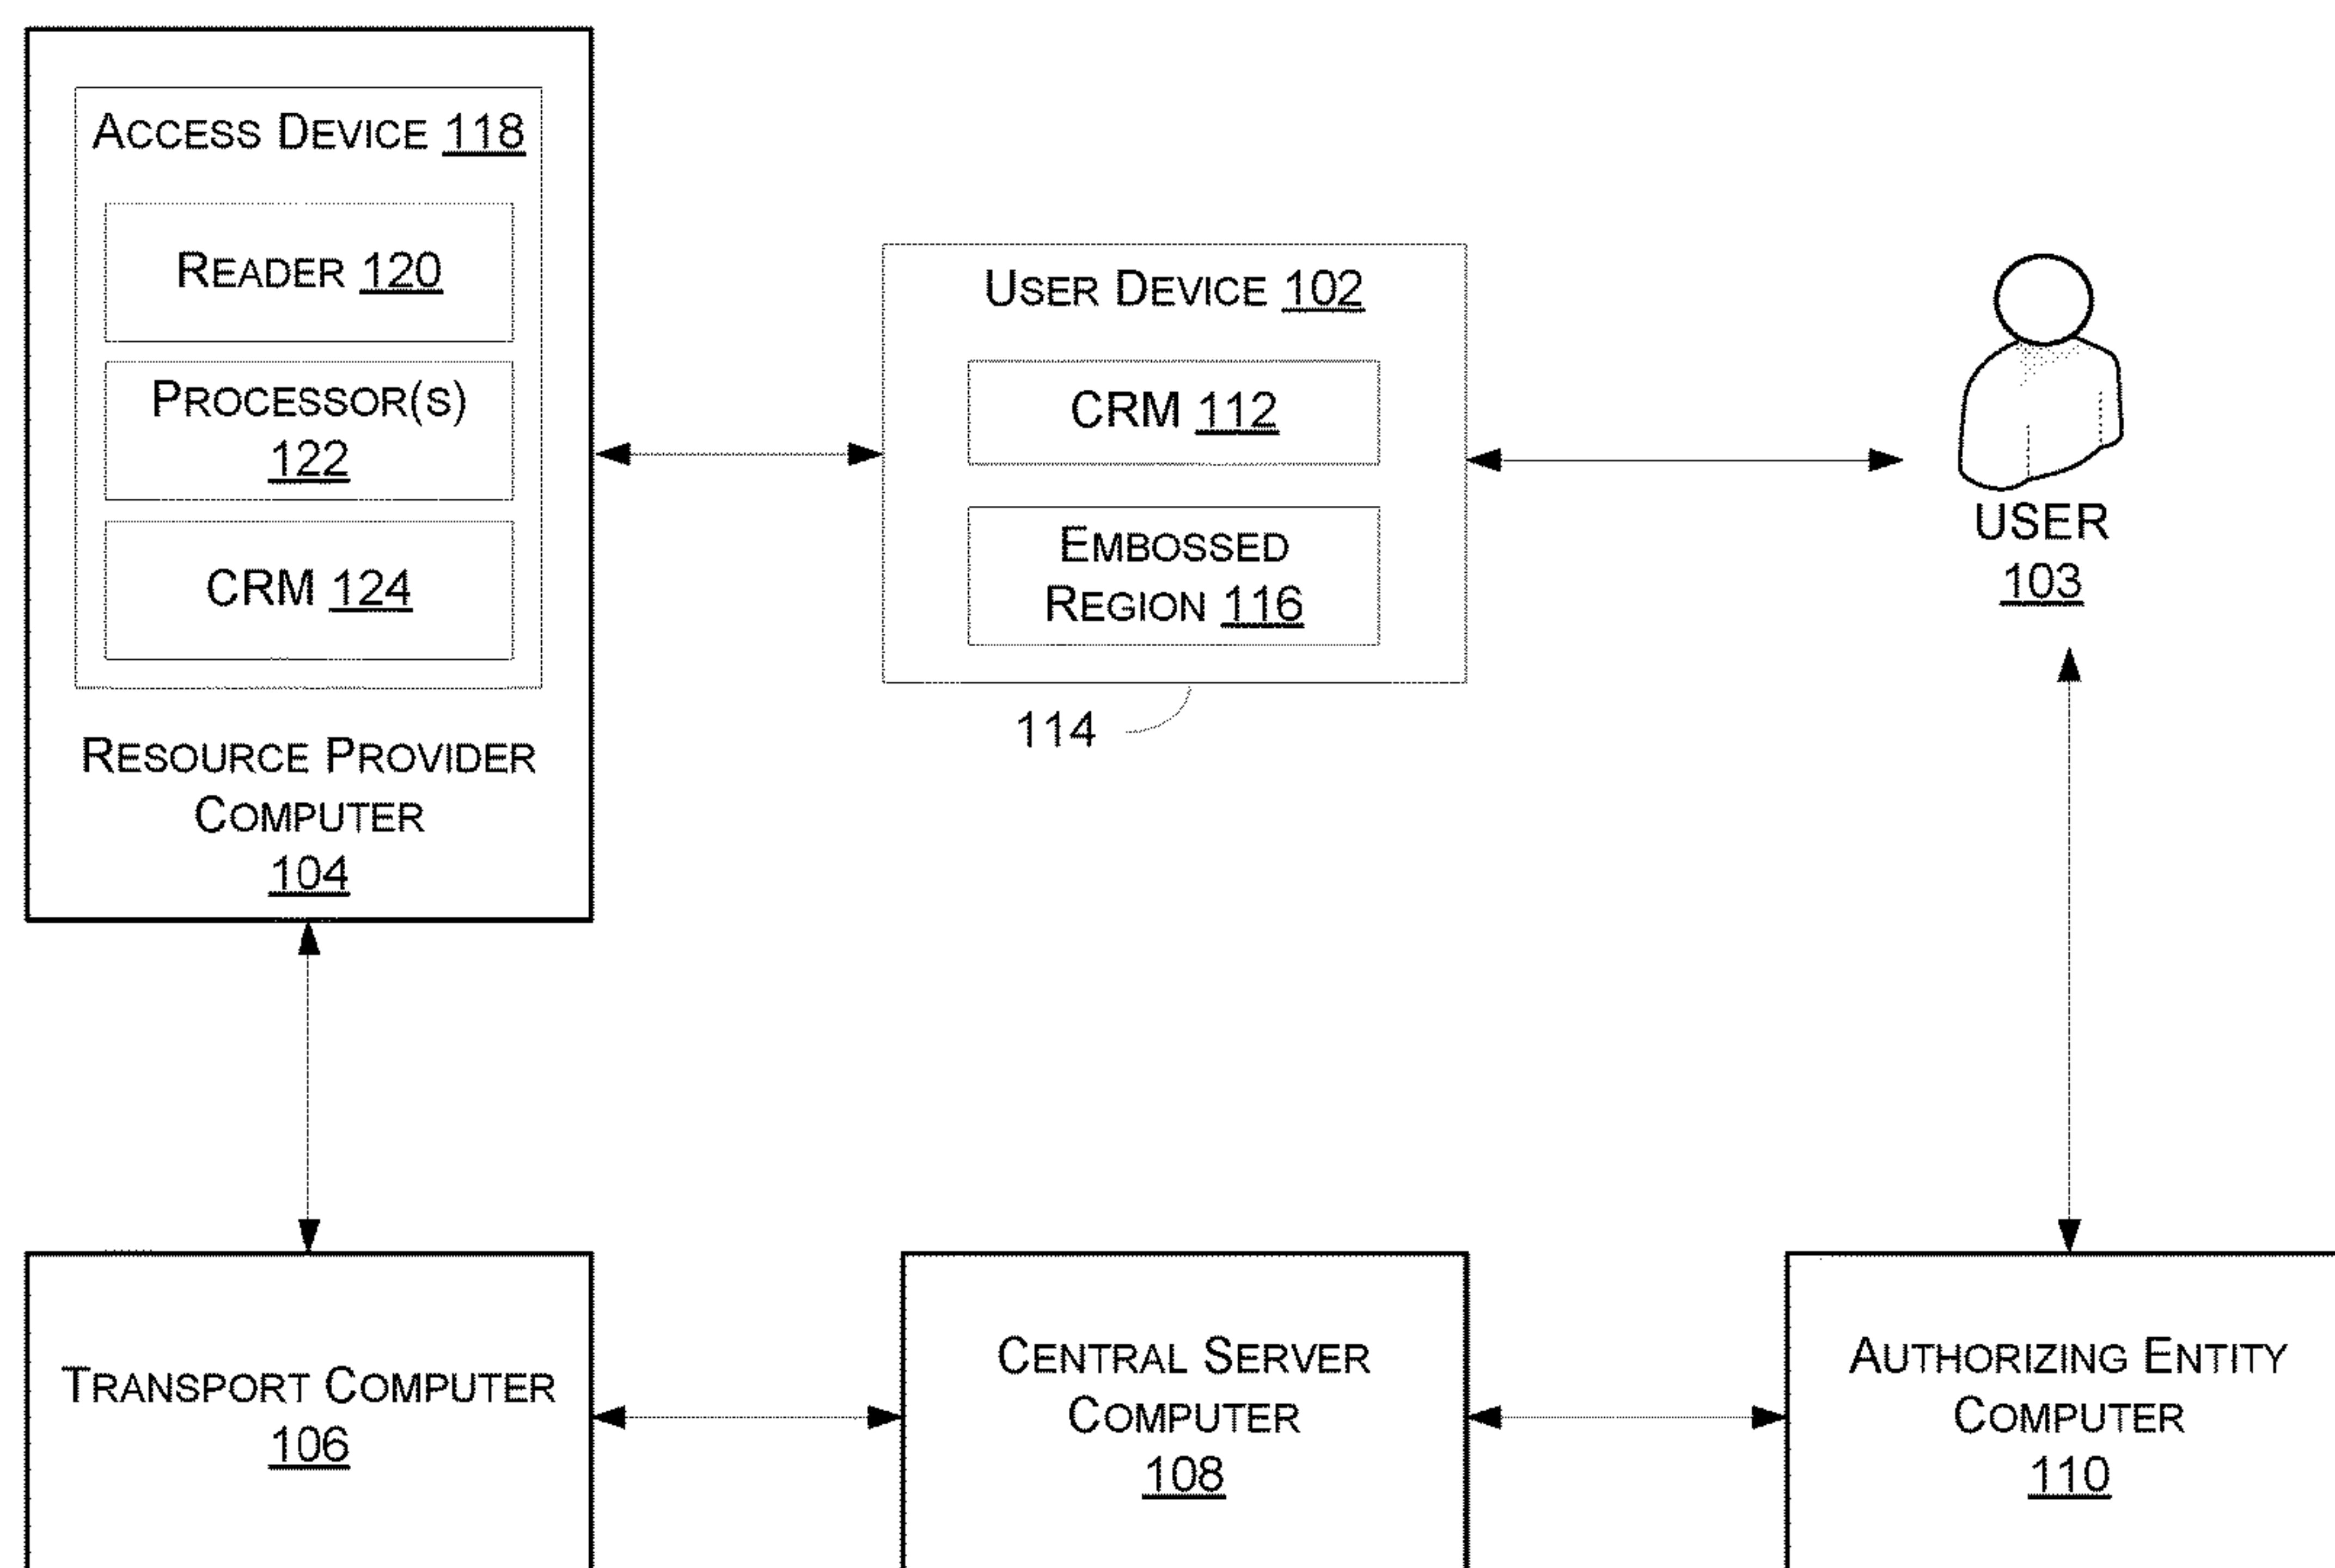 ACCESS DEVICE 118
READER 120
PROCESSOR(S)
122
CRM 124
RESOURCE PROVIDER
COMPUTER
104
USER DEVICE 102
CRM 112
EMBOSSED
REGION 116
114
USER
103
TRANSPORT COMPUTER
106
CENTRAL SERVER
COMPUTER
108
AUTHORIZING ENTITY
COMPUTER
110